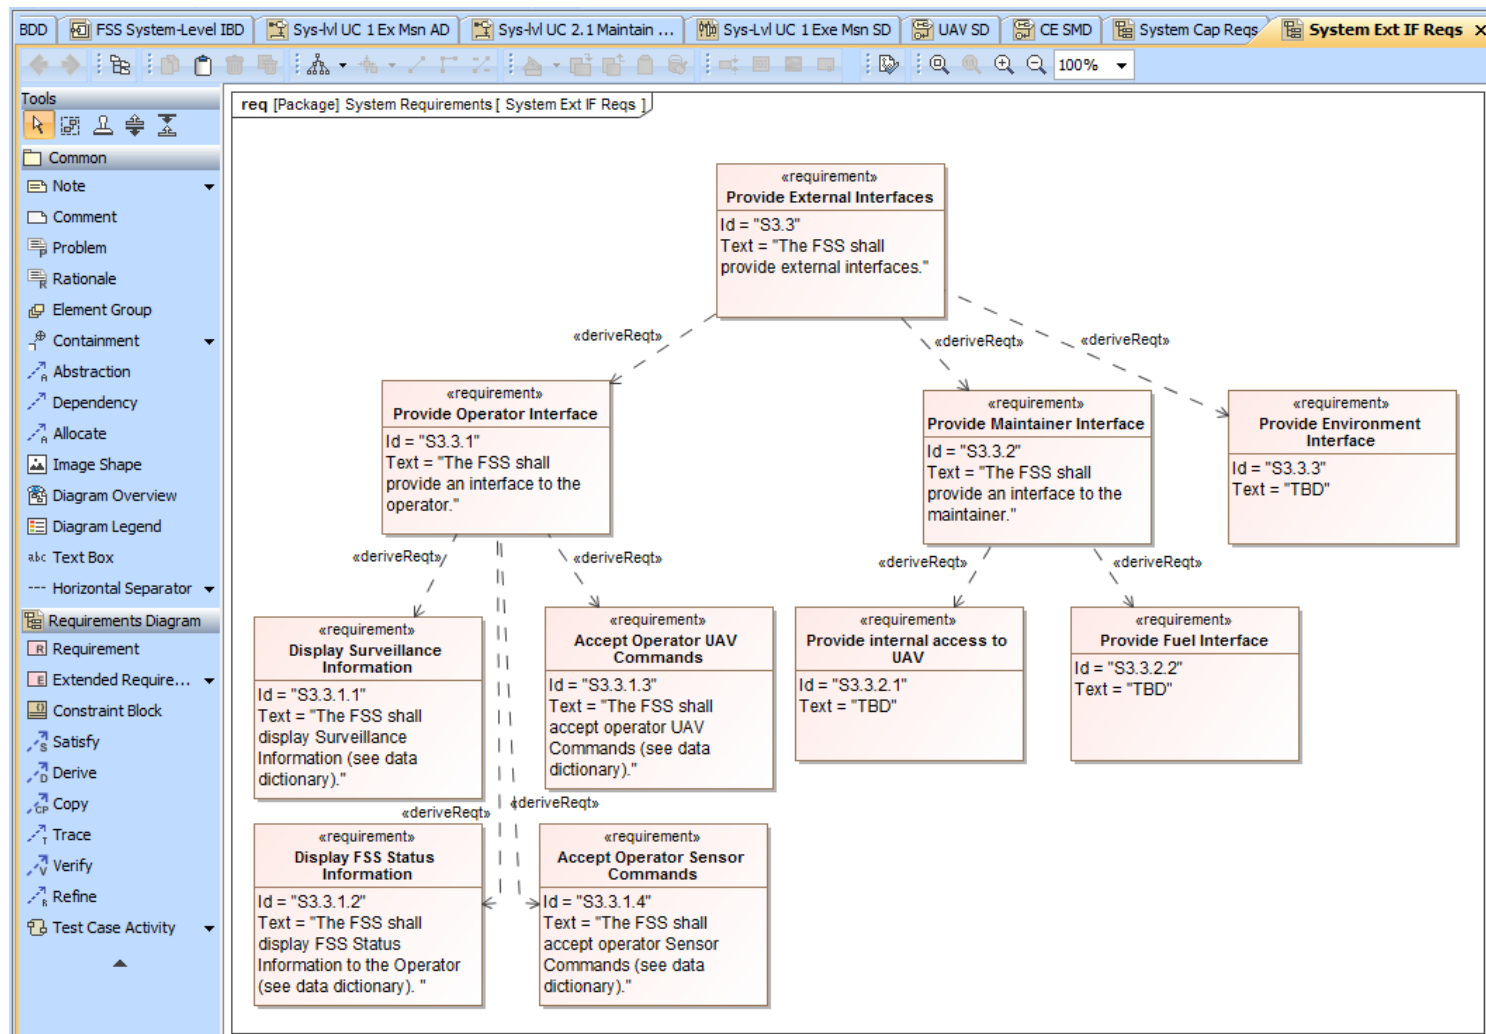 BDD
FSS System-Level IBD
Sys-lvl UC 1 Ex Msn AD
Sys-lvl UC 2.1 Maintain ...
Sys-Lvl UC 1 Exe Msn SD
UAV SD
CE SMD
System Cap Reqs
System Ext IF Reqs
100%
Tools
Common
Note
Comment
Problem
Rationale
Element Group
Containment
Abstraction
Dependency
Allocate
Image Shape
Diagram Overview
Diagram Legend
abc Text Box
Horizontal Separator
Requirements Diagram
Requirement
Extended Require...
Constraint Block
Satisfy
Derive
Copy
Trace
Verify
Refine
Test Case Activity
req [Package] System Requirements [ System Ext IF Reqs ]
«requirement»
Provide External Interfaces
Id = "S3.3"
Text = "The FSS shall
provide external interfaces."
«deriveReqt»
«deriveReqt»
«deriveReqt»
«requirement»
Provide Operator Interface
Id = "S3.3.1"
Text = "The FSS shall
provide an interface to the
operator."
«requirement»
Provide Maintainer Interface
Id = "S3.3.2"
Text = "The FSS shall
provide an interface to the
maintainer."
«requirement»
Provide Environment
Interface
Id = "S3.3.3"
Text = "TBD"
«deriveReqt»
«deriveReqt»
«deriveReqt»
«deriveReqt»
«requirement»
Display Surveillance
Information
Id = "S3.3.1.1"
Text = "The FSS shall
display Surveillance
Information (see data
dictionary)."
«requirement»
Accept Operator UAV
Commands
Id = "S3.3.1.3"
Text = "The FSS shall
accept operator UAV
Commands (see data
dictionary)."
«requirement»
Provide internal access to
UAV
Id = "S3.3.2.1"
Text = "TBD"
«requirement»
Provide Fuel Interface
Id = "S3.3.2.2"
Text = "TBD"
«deriveReqt»
«deriveReqt»
«requirement»
Display FSS Status
Information
Id = "S3.3.1.2"
Text = "The FSS shall
display FSS Status
Information to the Operator
(see data dictionary). "
«requirement»
Accept Operator Sensor
Commands
Id = "S3.3.1.4"
Text = "The FSS shall
accept operator Sensor
Commands (see data
dictionary)."